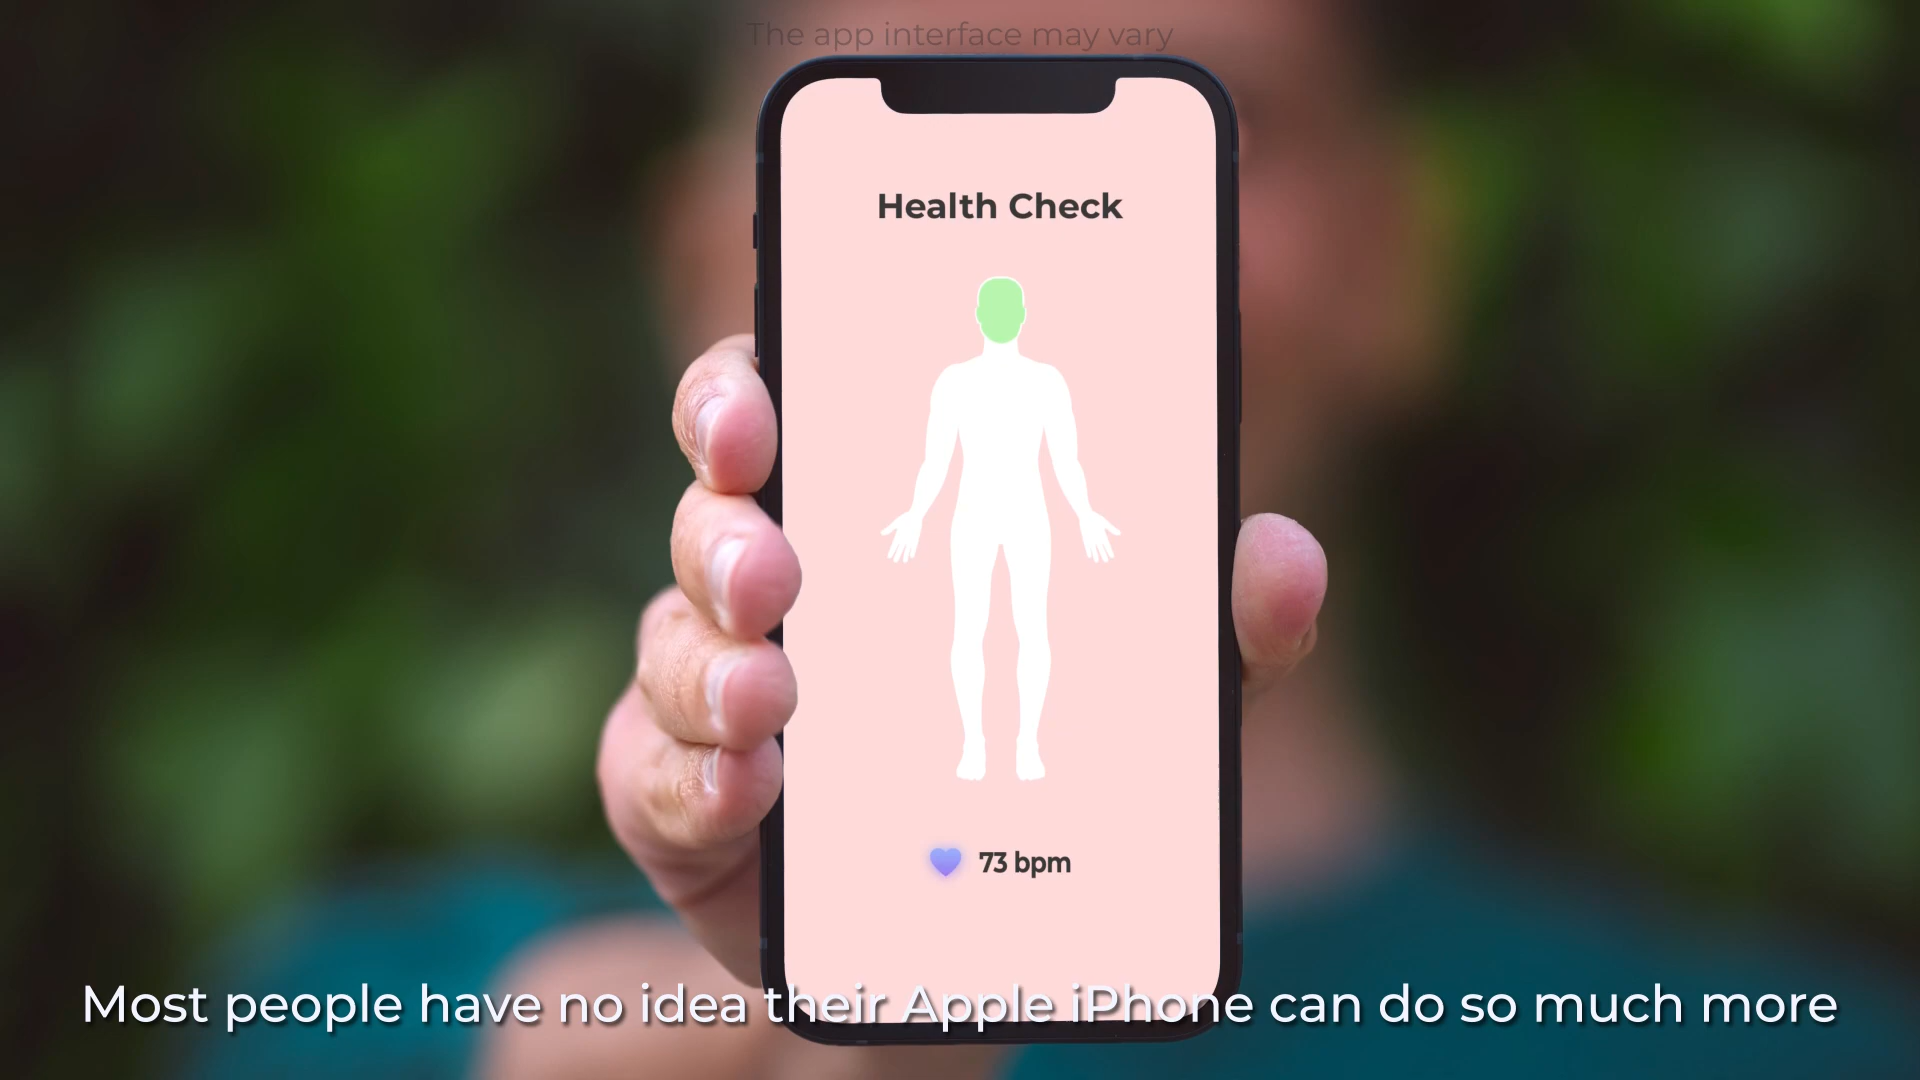 The app interface may vary
Health Check
73 bpm
Most people have no idea their Apple iPhone can do so much more